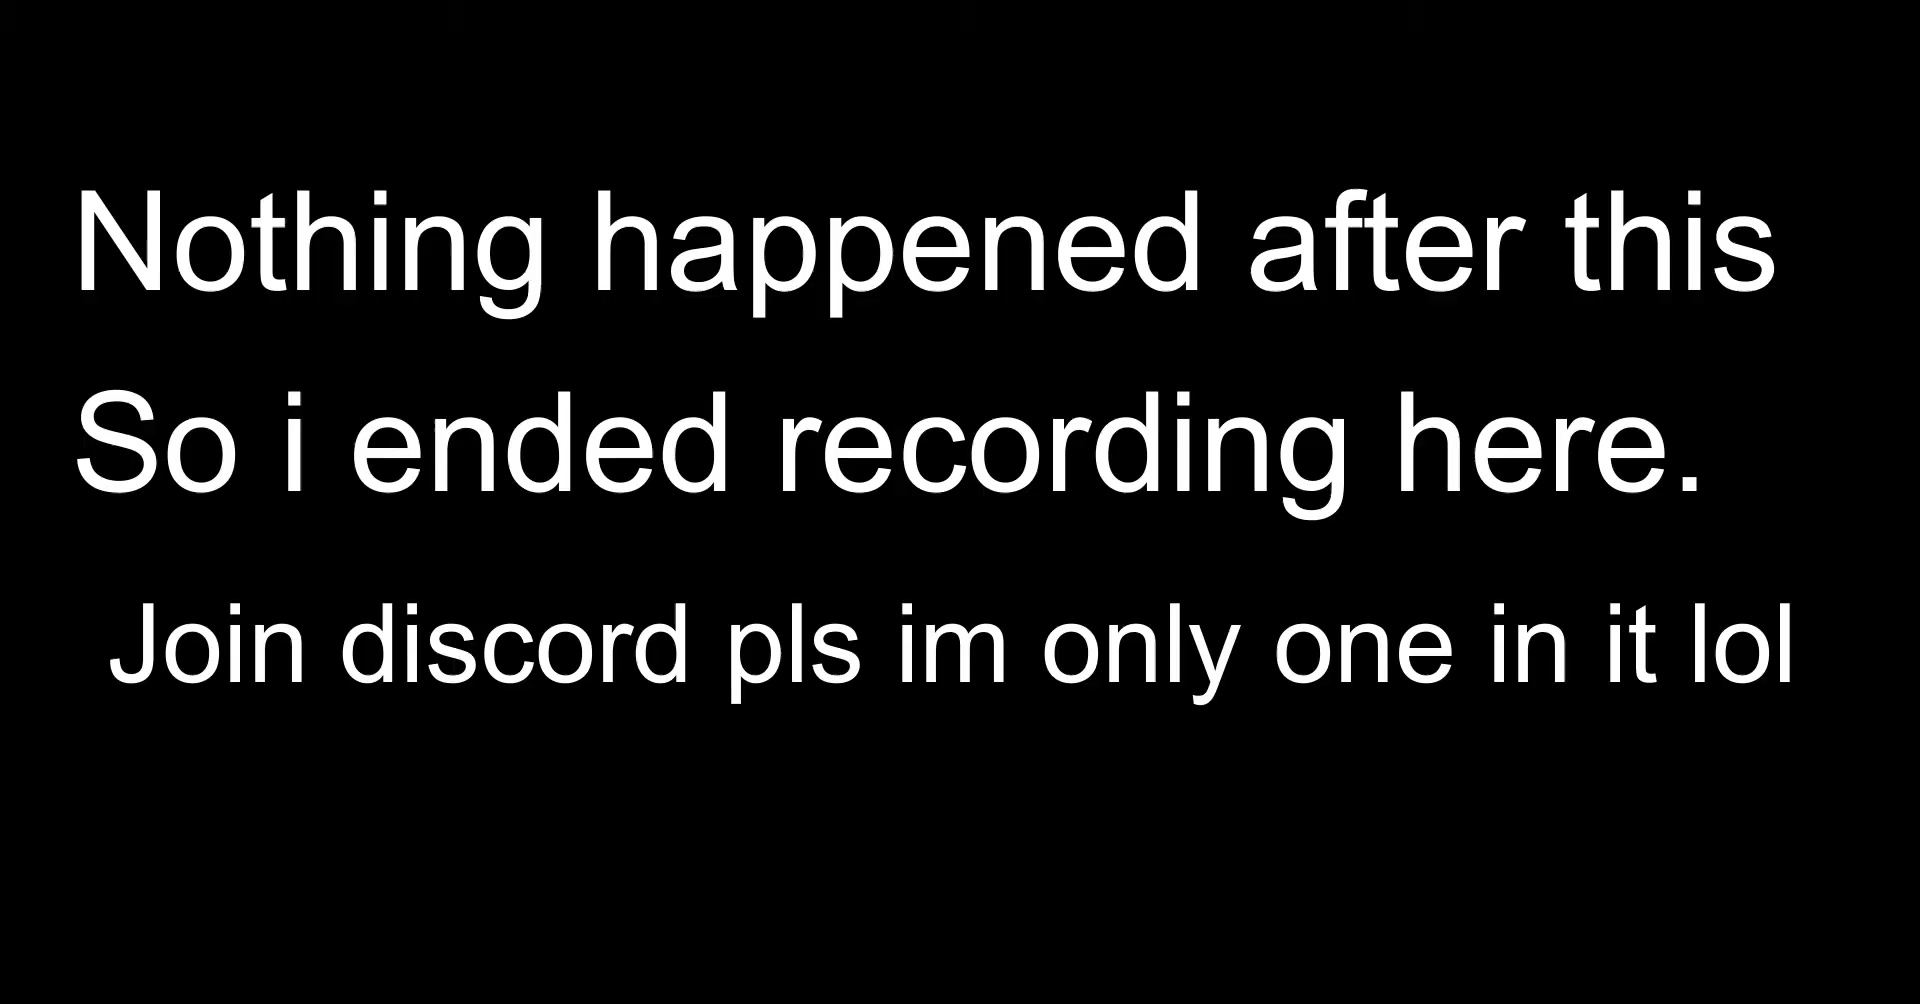 Nothing happened after this
So i ended recording here.
Join discord pls im only one in it lol